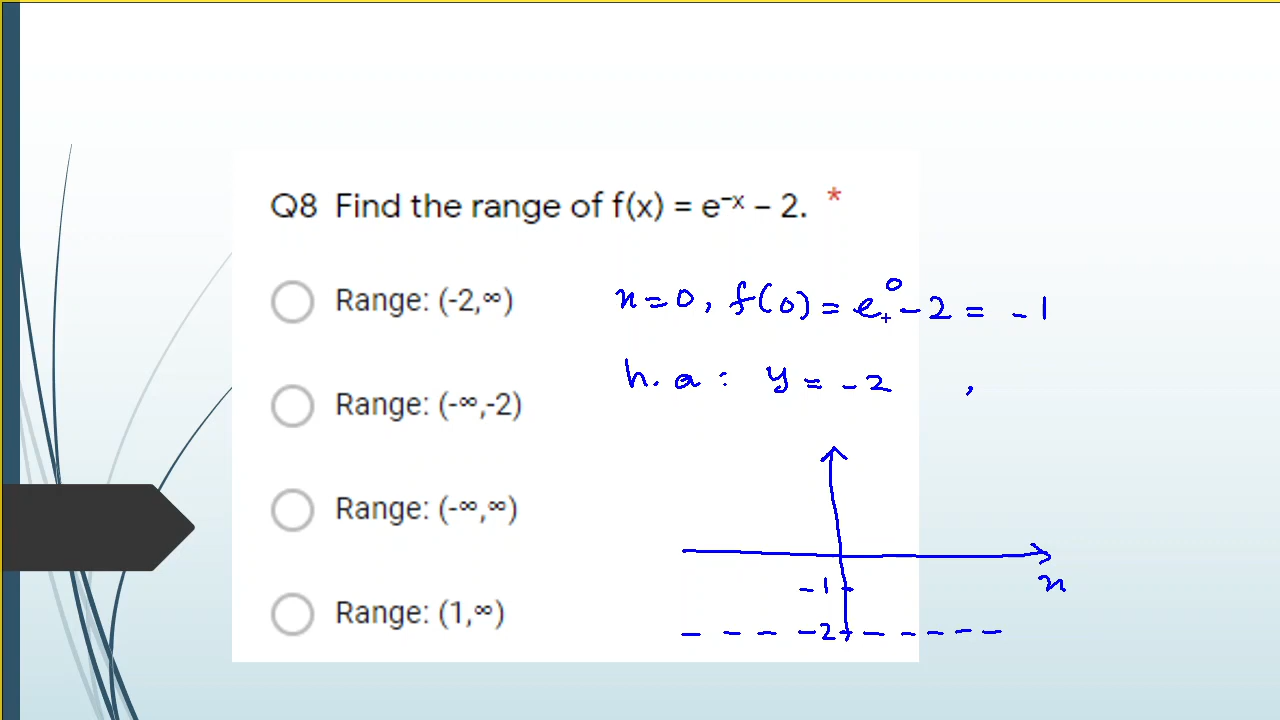 Q8 Find the range of f(x) = e⁻ˣ – 2. *
Range: (-2,∞)
x = 0, f(0) = e⁰ - 2 = -1
h. a : y = -2 ,
Range: (-∞,-2)
Range: (-∞,∞)
-1
x
Range: (1,∞)
-2